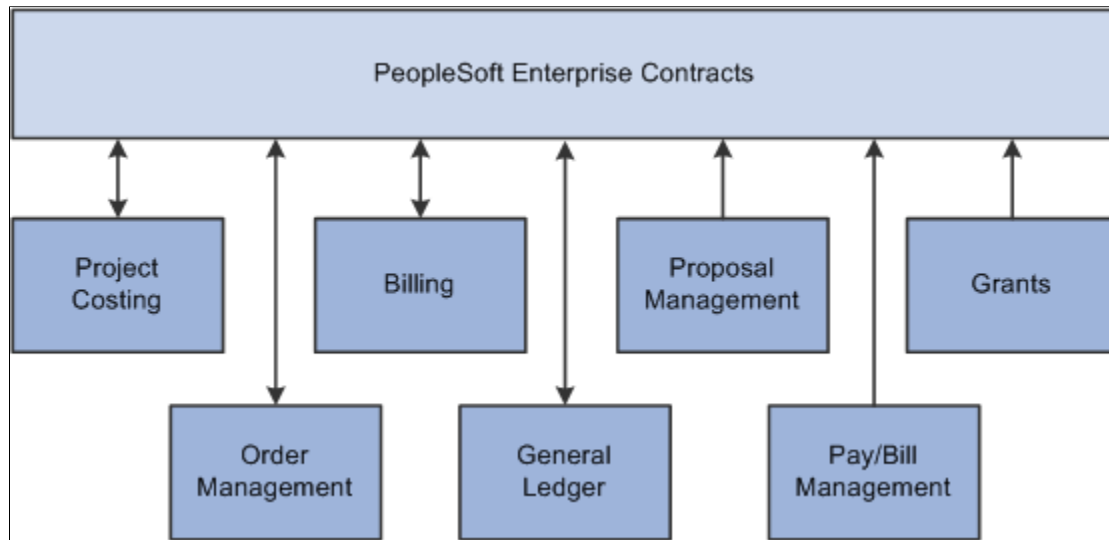 PeopleSoft Enterprise Contracts
Project
Costing
Billing
Proposal
Management
Grants
Order
Management
General
Ledger
Pay/Bill
Management